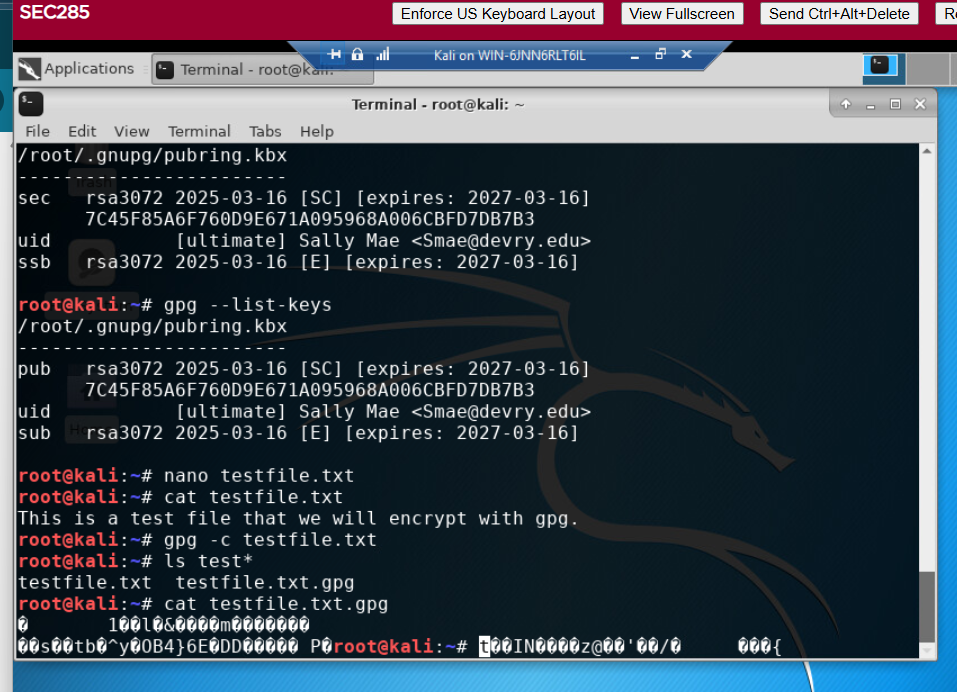 SEC285
Enforce US Keyboard Layout View Fullscreen Send Ctrl+Alt+Delete
Kali on WIN-6JNN6RLT6IL
Applications Terminal - root@kali:
Terminal - root@kali: ~
File Edit View Terminal Tabs Help
/root/.gnupg/pubring.kbx
------------------------
sec   rsa3072 2025-03-16 [SC] [expires: 2027-03-16]
      7C45F85A6F760D9E671A095968A006CBFD7DB7B3
uid           [ultimate] Sally Mae <Smae@devry.edu>
ssb   rsa3072 2025-03-16 [E] [expires: 2027-03-16]
root@kali:~# gpg --list-keys
/root/.gnupg/pubring.kbx
------------------------
pub   rsa3072 2025-03-16 [SC] [expires: 2027-03-16]
      7C45F85A6F760D9E671A095968A006CBFD7DB7B3
uid           [ultimate] Sally Mae <Smae@devry.edu>
sub   rsa3072 2025-03-16 [E] [expires: 2027-03-16]
root@kali:~# nano testfile.txt
root@kali:~# cat testfile.txt
This is a test file that we will encrypt with gpg.
root@kali:~# gpg -c testfile.txt
root@kali:~# ls test*
testfile.txt  testfile.txt.gpg
root@kali:~# cat testfile.txt.gpg
�       1��l�&����m�������
��s��tb�^y�OB4}6E�DD����� P�root@kali:~# t��IN����z@��'��/�     ���{